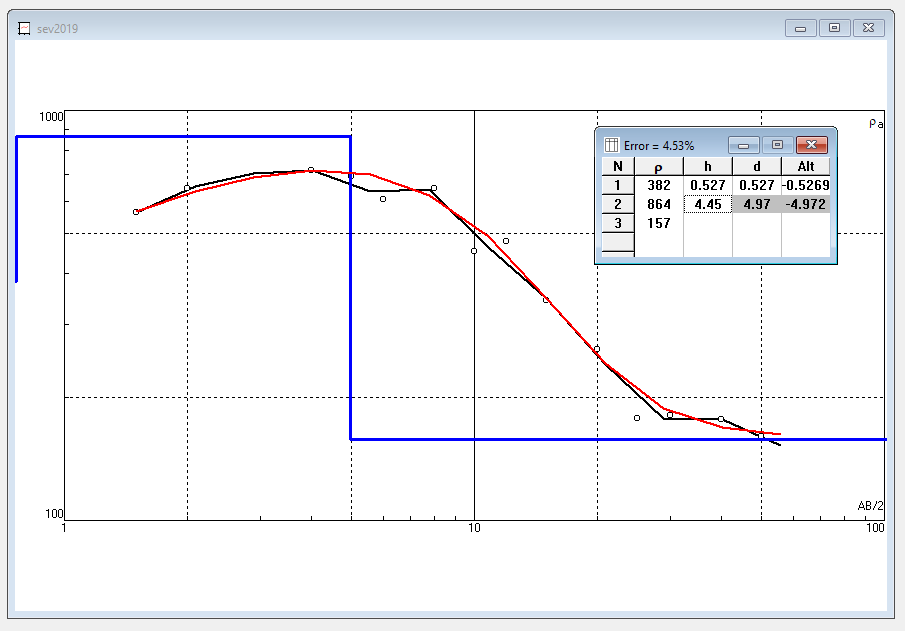 sev2019
1000
ρa
Error = 4.53%
N ρ h d Alt
1 382 0.527 0.527 -0.5269
2 864 4.45 4.97 -4.972
3 157
100
AB/2
1 10 100